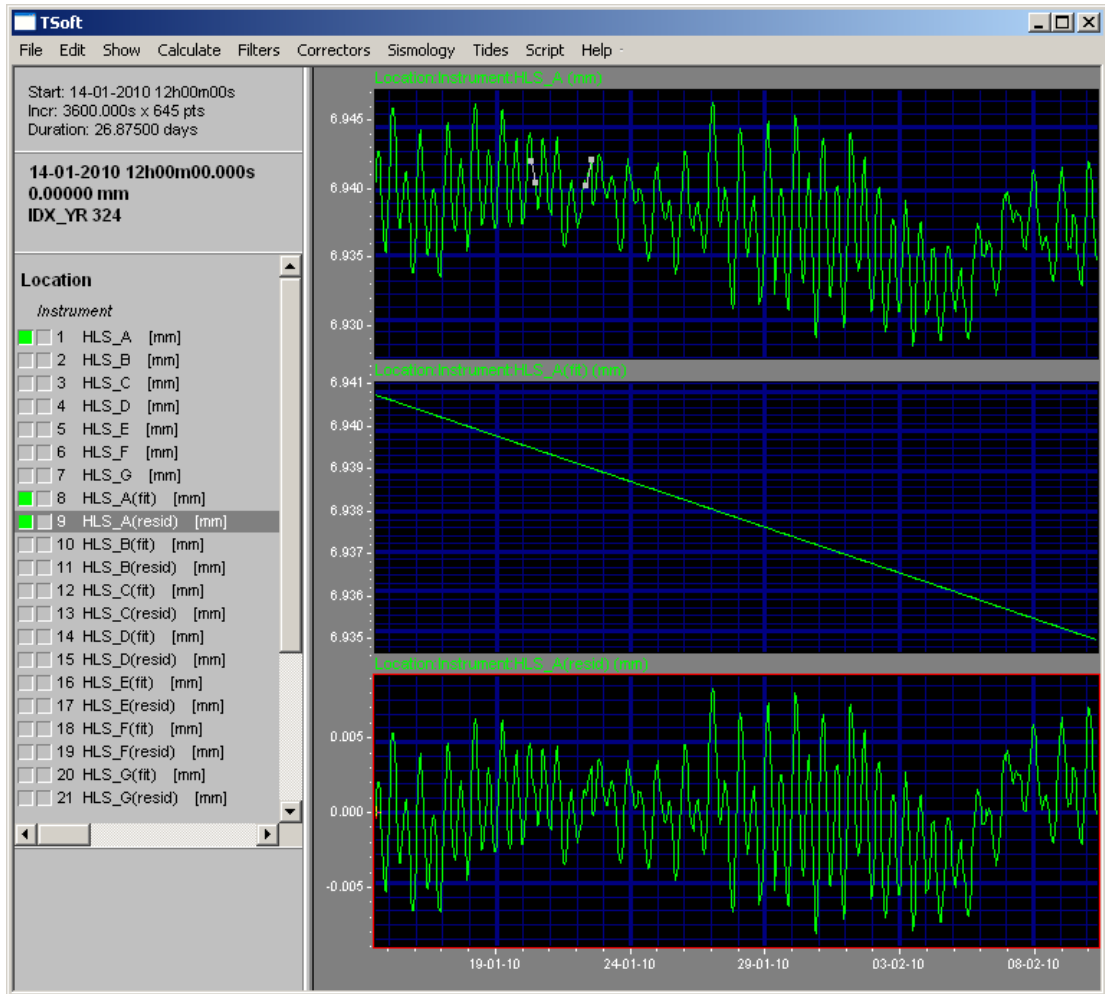 TSoft
File Edit Show Calculate Filters Correctors Sismology Tides Script Help
Start: 14-01-2010 12h00m00s
Incr: 3600.000s x 645 pts
Duration: 26.87500 days
14-01-2010 12h00m00.000s
0.00000 mm
IDX_YR 324
Location
Instrument
1 HLS_A [mm]
2 HLS_B [mm]
3 HLS_C [mm]
4 HLS_D [mm]
5 HLS_E [mm]
6 HLS_F [mm]
7 HLS_G [mm]
8 HLS_A(fit) [mm]
9 HLS_A(resid) [mm]
10 HLS_B(fit) [mm]
11 HLS_B(resid) [mm]
12 HLS_C(fit) [mm]
13 HLS_C(resid) [mm]
14 HLS_D(fit) [mm]
15 HLS_D(resid) [mm]
16 HLS_E(fit) [mm]
17 HLS_E(resid) [mm]
18 HLS_F(fit) [mm]
19 HLS_F(resid) [mm]
20 HLS_G(fit) [mm]
21 HLS_G(resid) [mm]
Location:Instrument:HLS_A (mm)
6.945
6.940
6.935
6.930
Location:Instrument:HLS_A(fit) (mm)
6.941
6.940
6.939
6.938
6.937
6.936
6.935
Location:Instrument:HLS_A(resid) (mm)
0.005
0.000
-0.005
19-01-10 24-01-10 29-01-10 03-02-10 08-02-10